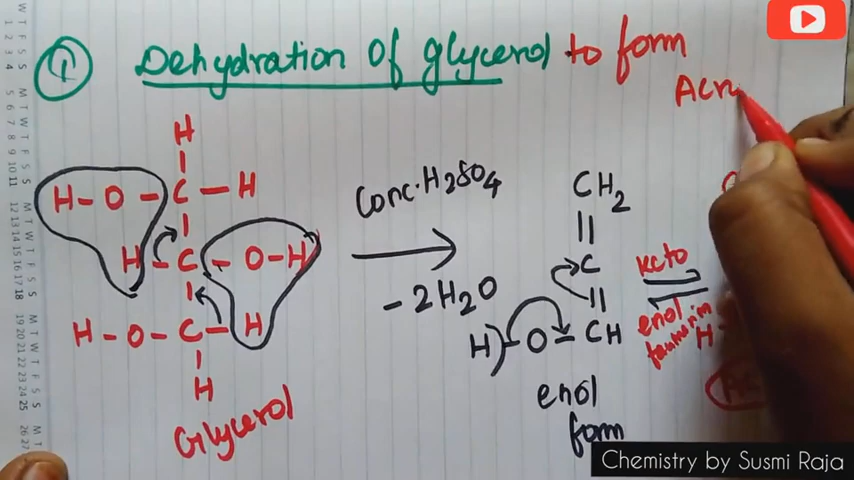 ① Dehydration Of glycerol to form
Acr
H
H-O-C-H
H-C-O-H
H-O-C-H
H
Glycerol
Conc·H2SO4
-2H2O
CH2
||
C
||
H-O-CH
enol
form
keto
enol
H
Chemistry by Susmi Raja